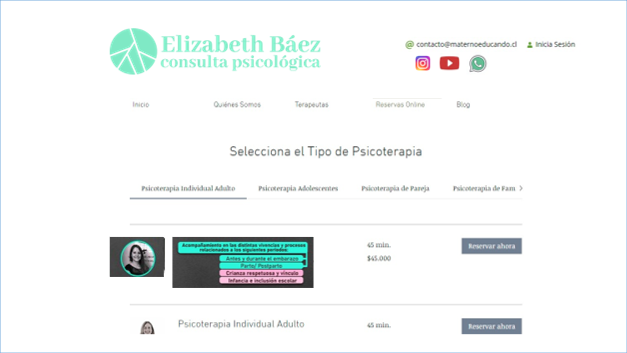 Elizabeth Báez
consulta psicológica
contacto@maternoeducando.cl
Inicia Sesión
Inicio
Quiénes Somos
Terapeutas
Reservas Online
Blog
Selecciona el Tipo de Psicoterapia
Psicoterapia Individual Adulto
Psicoterapia Adolescentes
Psicoterapia de Pareja
Psicoterapia de Fam
Acompañamiento en las distintas vivencias y procesos
relacionados a los siguientes períodos:
Antes y durante el embarazo
Parto/ Postparto
Crianza respetuosa y vínculo
Infancia e inclusión escolar
45 min.
$45.000
Reservar ahora
Psicoterapia Individual Adulto
45 min.
Reservar ahora